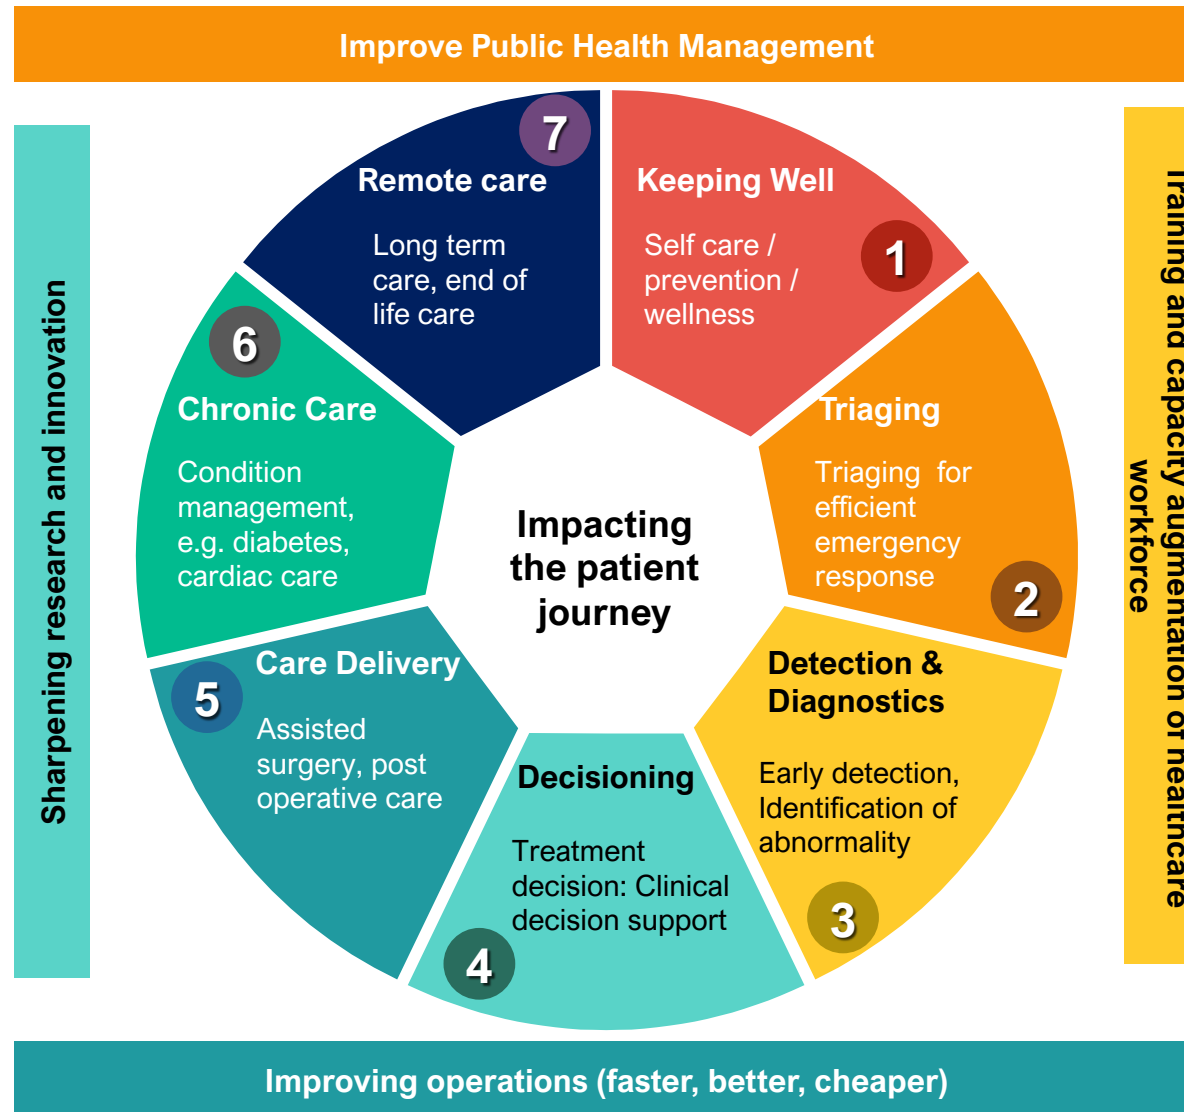 Improve Public Health Management
7
Remote care
Long term
care, end of
life care
Keeping Well
Self care /
prevention /
wellness
1
6
Chronic Care
Condition
management,
e.g. diabetes,
cardiac care
Triaging
Triaging  for
efficient
emergency
response
2
Impacting
the patient
journey
5
Care Delivery
Assisted
surgery, post
operative care
Decisioning
Treatment
decision: Clinical
decision support
4
Detection &
Diagnostics
Early detection,
Identification of
abnormality
3
Sharpening research and innovation
Training and capacity augmentation of healthcare
workforce
Improving operations (faster, better, cheaper)